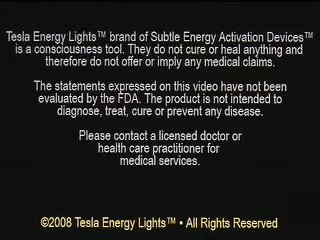 Tesla Energy Lights™ brand of Subtle Energy Activation Devices™
is a consciousness tool. They do not cure or heal anything and
therefore do not offer or imply any medical claims.
The statements expressed on this video have not been
evaluated by the FDA. The product is not intended to
diagnose, treat, cure or prevent any disease.
Please contact a licensed doctor or
health care practitioner for
medical services.
©2008 Tesla Energy Lights™ • All Rights Reserved